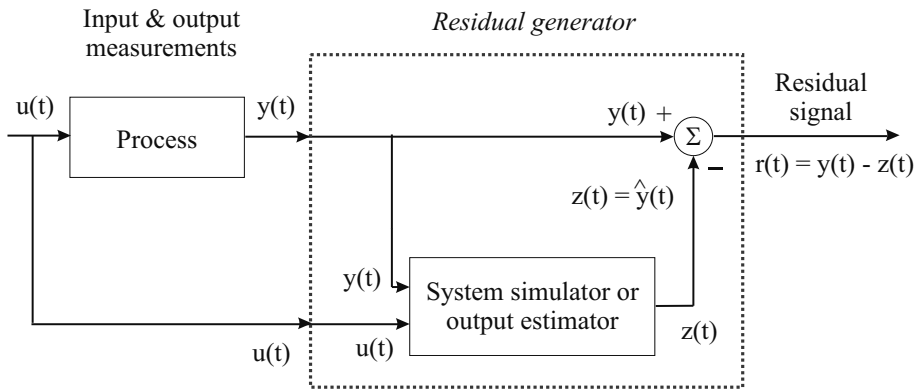 Input & output
measurements
Residual generator
u(t)
Process
y(t)
y(t) +
Σ
Residual
signal
r(t) = y(t) - z(t)
−
z(t) = ŷ(t)
y(t)
System simulator or
output estimator
z(t)
u(t)
u(t)